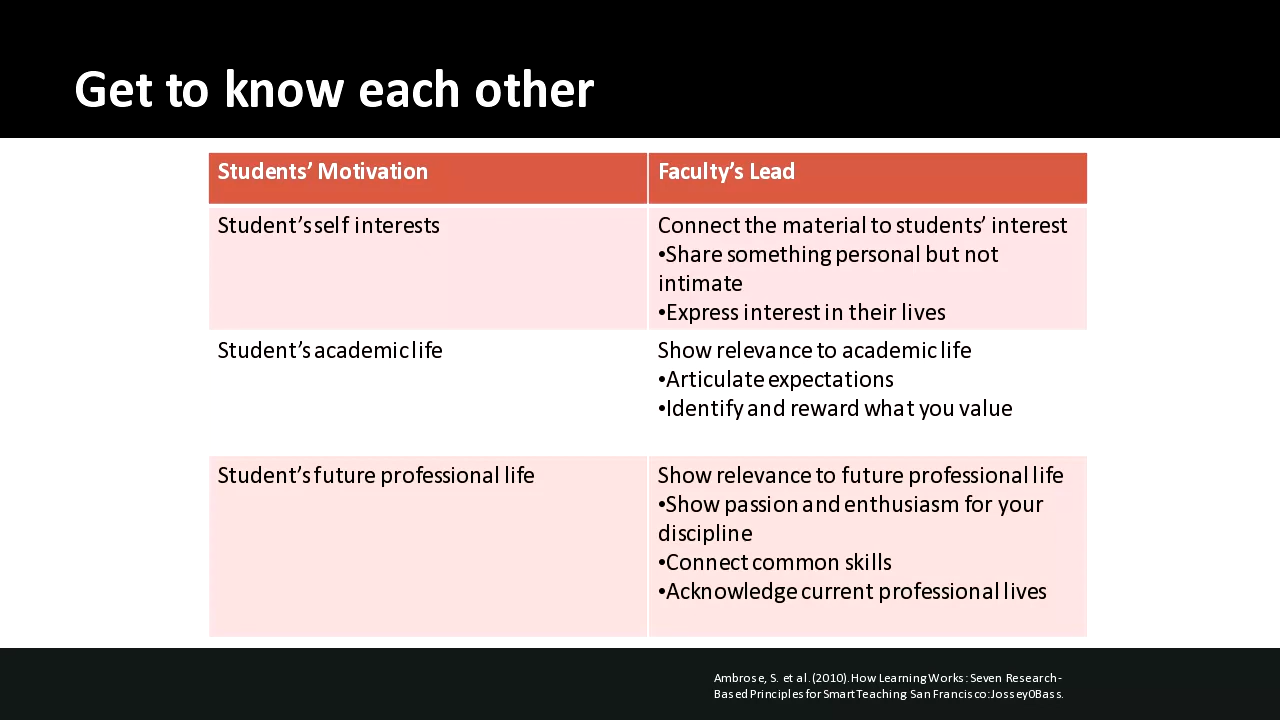 Get to know each other
Students’ Motivation
Faculty’s Lead
Student’s self interests
Connect the material to students’ interest
•Share something personal but not
intimate
•Express interest in their lives
Student’s academic life
Show relevance to academic life
•Articulate expectations
•Identify and reward what you value
Student’s future professional life
Show relevance to future professional life
•Show passion and enthusiasm for your
discipline
•Connect common skills
•Acknowledge current professional lives
Ambrose, S. et al. (2010). How Learning Works: Seven Research-
Based Principles for Smart Teaching. San Francisco: Jossey0Bass.